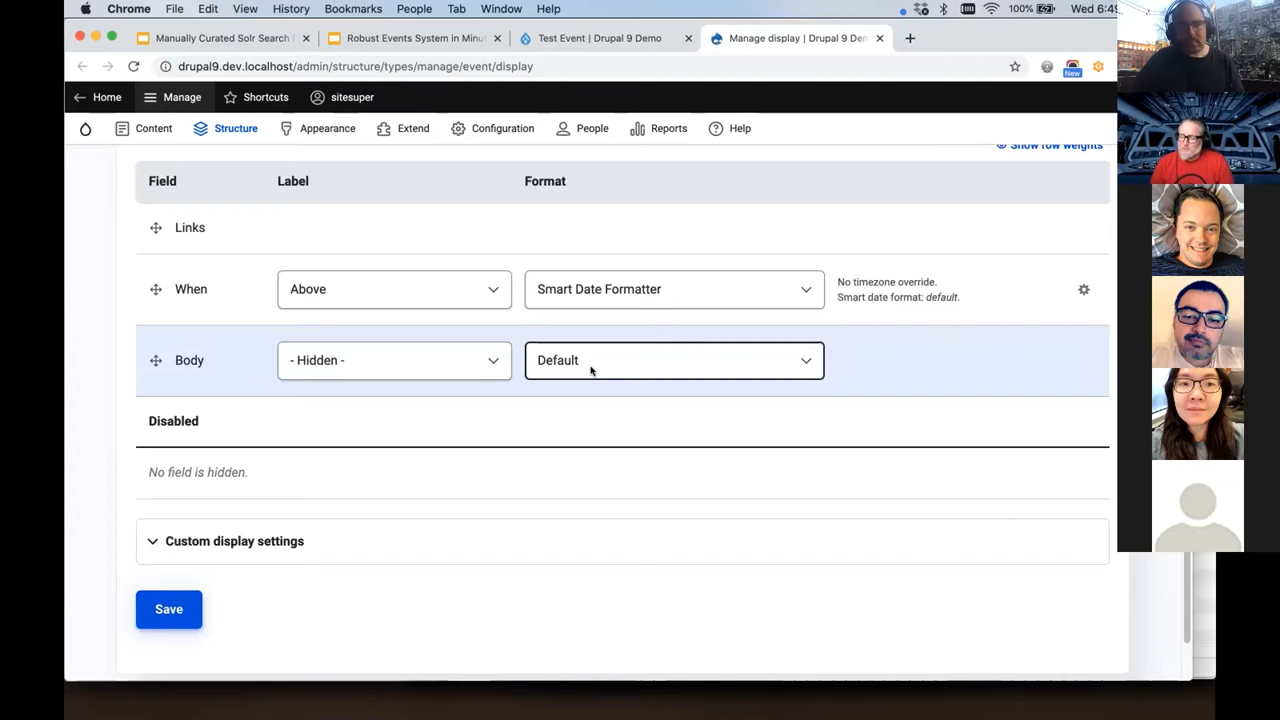 Chrome File Edit View History Bookmarks People Tab Window Help 100% Wed 6:49
Manually Curated Solr Search Robust Events System in Minut Test Event | Drupal 9 Demo Manage display | Drupal 9 Dem
drupal9.dev.localhost/admin/structure/types/manage/event/display New
Home Manage Shortcuts sitesuper
Content Structure Appearance Extend Configuration People Reports Help
Show row weights
Field Label Format
Links
When Above Smart Date Formatter No timezone override.
Smart date format: default.
Body - Hidden - Default
Disabled
No field is hidden.
Custom display settings
Save